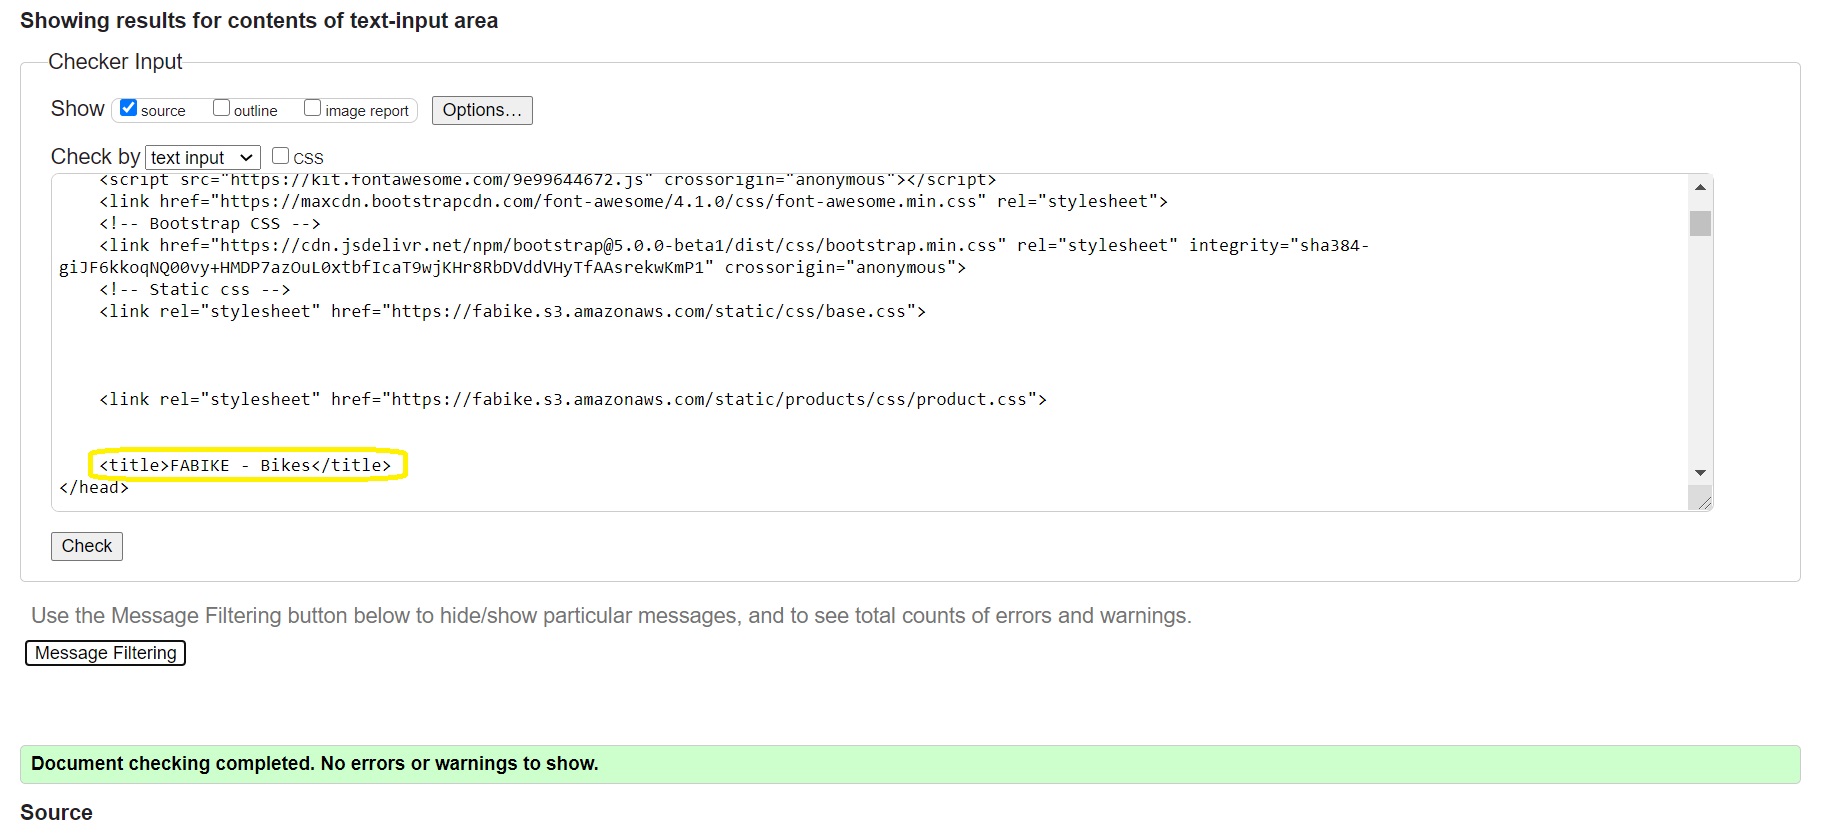 Showing results for contents of text-input area
Checker Input
Show source outline image report Options...
Check by text input CSS
<script src="https://kit.fontawesome.com/9e99644672.js" crossorigin="anonymous"></script>
<link href="https://maxcdn.bootstrapcdn.com/font-awesome/4.1.0/css/font-awesome.min.css" rel="stylesheet">
<!-- Bootstrap CSS -->
<link href="https://cdn.jsdelivr.net/npm/bootstrap@5.0.0-beta1/dist/css/bootstrap.min.css" rel="stylesheet" integrity="sha384-
giJF6kkoqNQ00vy+HMDP7azOuL0xtbfIcaT9wjKHr8RbDVddVHyTfAAsrekwKmP1" crossorigin="anonymous">
<!-- Static css -->
<link rel="stylesheet" href="https://fabike.s3.amazonaws.com/static/css/base.css">
<link rel="stylesheet" href="https://fabike.s3.amazonaws.com/static/products/css/product.css">
<title>FABIKE - Bikes</title>
</head>
Check
Use the Message Filtering button below to hide/show particular messages, and to see total counts of errors and warnings.
Message Filtering
Document checking completed. No errors or warnings to show.
Source